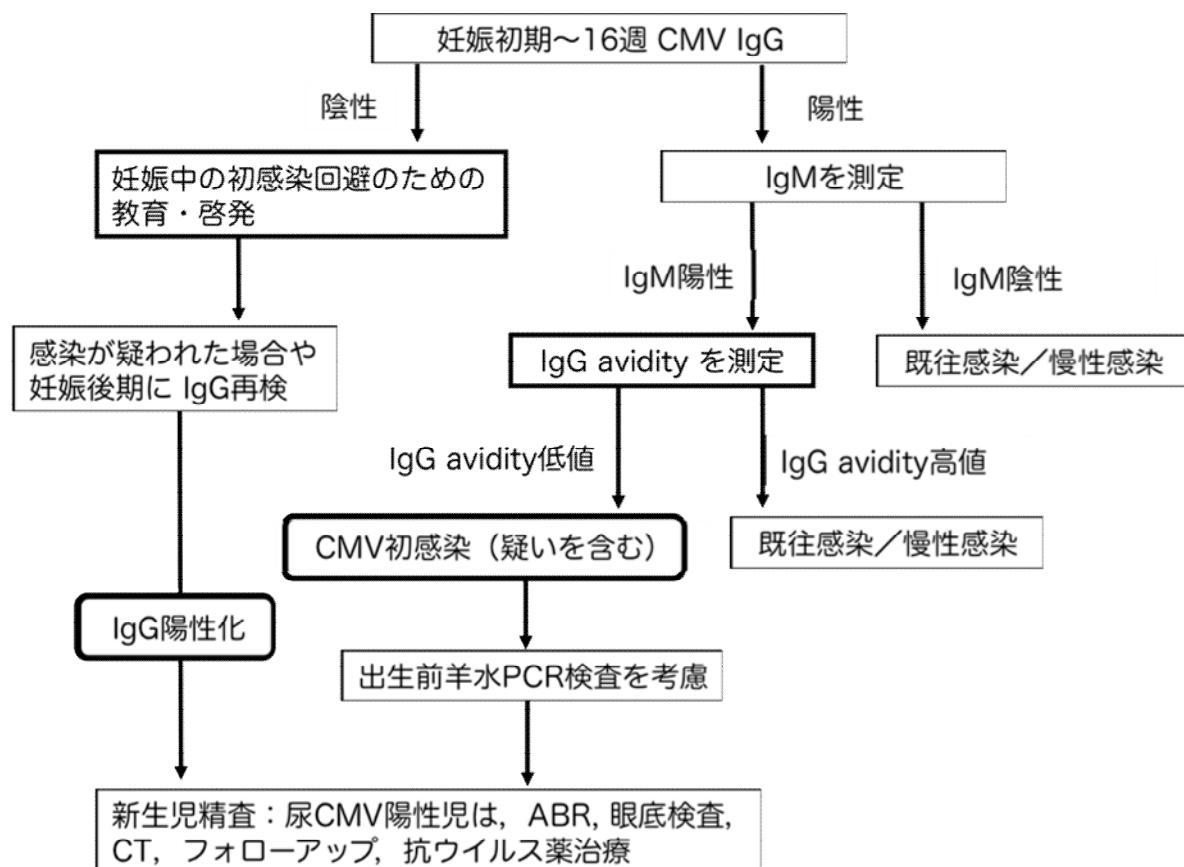 妊娠初期〜16週 CMV IgG
陰性
陽性
妊娠中の初感染回避のための
教育・啓発
IgMを測定
IgM陽性
IgM陰性
感染が疑われた場合や
妊娠後期に IgG再検
IgG avidity を測定
既往感染／慢性感染
IgG avidity低値
IgG avidity高値
CMV初感染（疑いを含む）
既往感染／慢性感染
IgG陽性化
出生前羊水PCR検査を考慮
新生児精査：尿CMV陽性児は，ABR, 眼底検査,
CT，フォローアップ，抗ウイルス薬治療